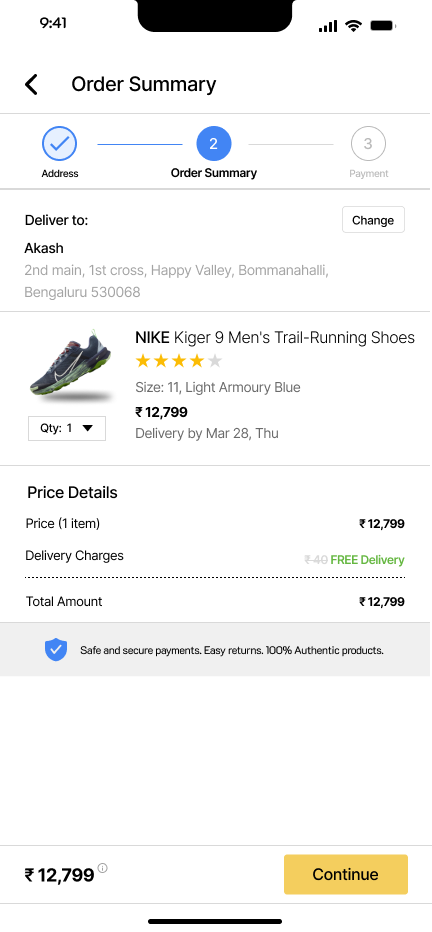 9:41
Order Summary
2
3
Address
Order Summary
Payment
Deliver to:
Change
Akash
2nd main, 1st cross, Happy Valley, Bommanahalli,
Bengaluru 530068
NIKE Kiger 9 Men's Trail-Running Shoes
Size: 11, Light Armoury Blue
₹ 12,799
Qty: 1
Delivery by Mar 28, Thu
Price Details
Price (1 item) ₹ 12,799
Delivery Charges ₹ 40 FREE Delivery
Total Amount ₹ 12,799
Safe and secure payments. Easy returns. 100% Authentic products.
₹ 12,799 ⓘ
Continue